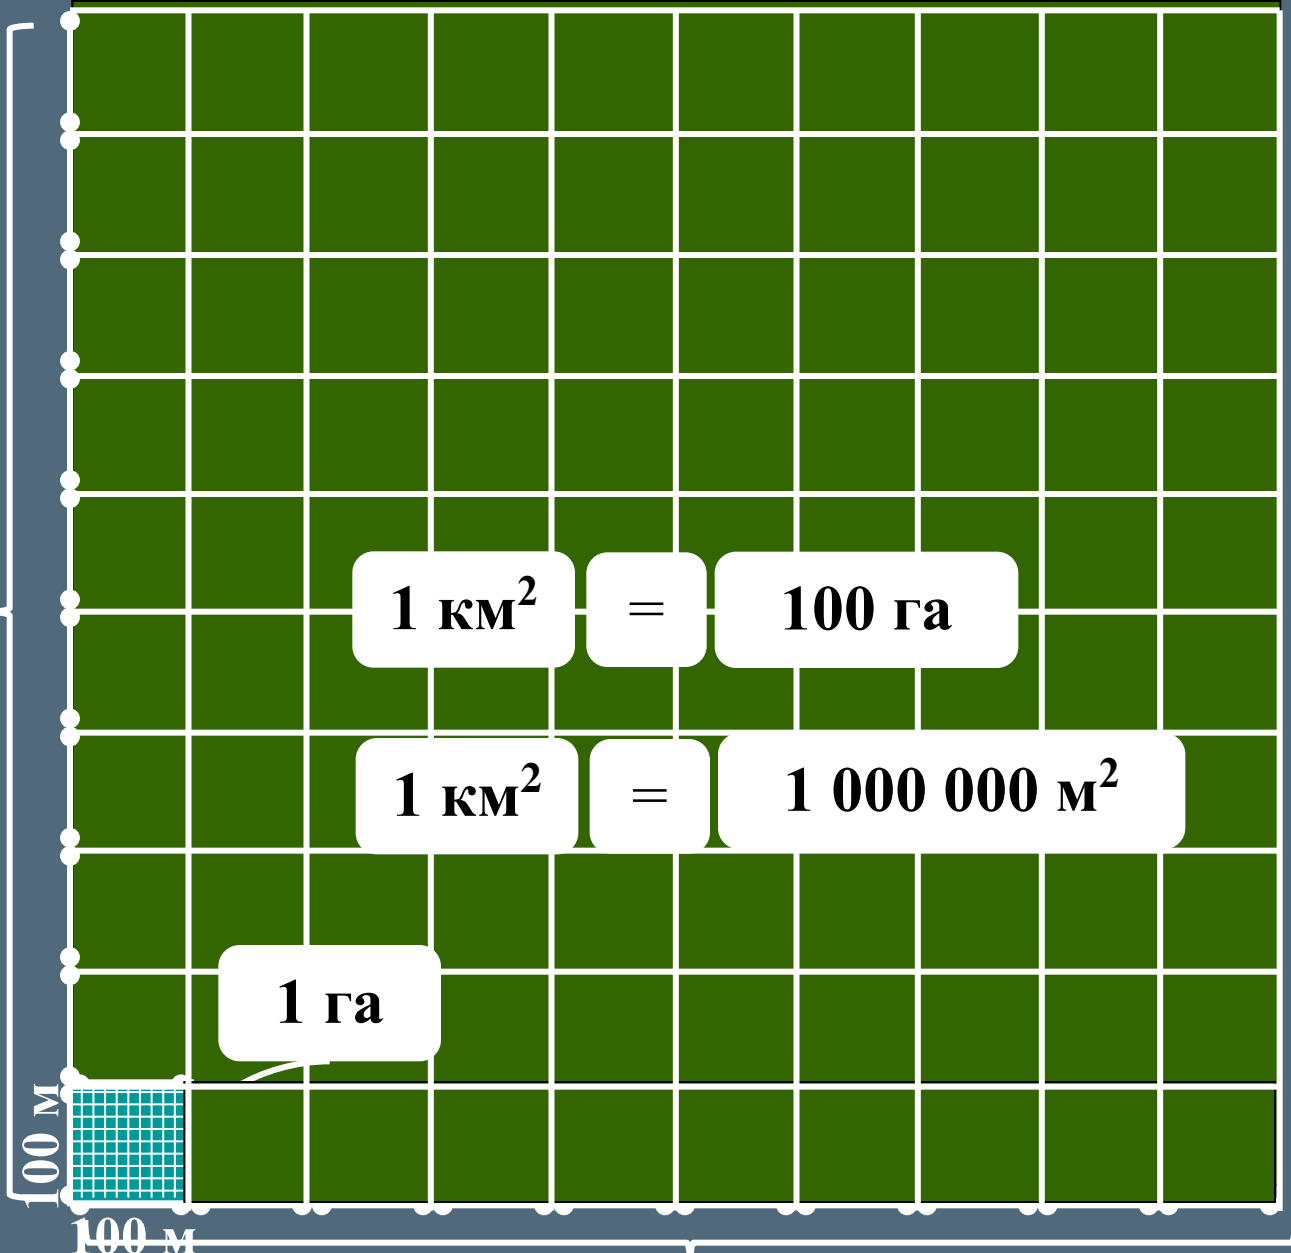 1 км² = 100 га
1 км² = 1 000 000 м²
1 га
100 м
100 м